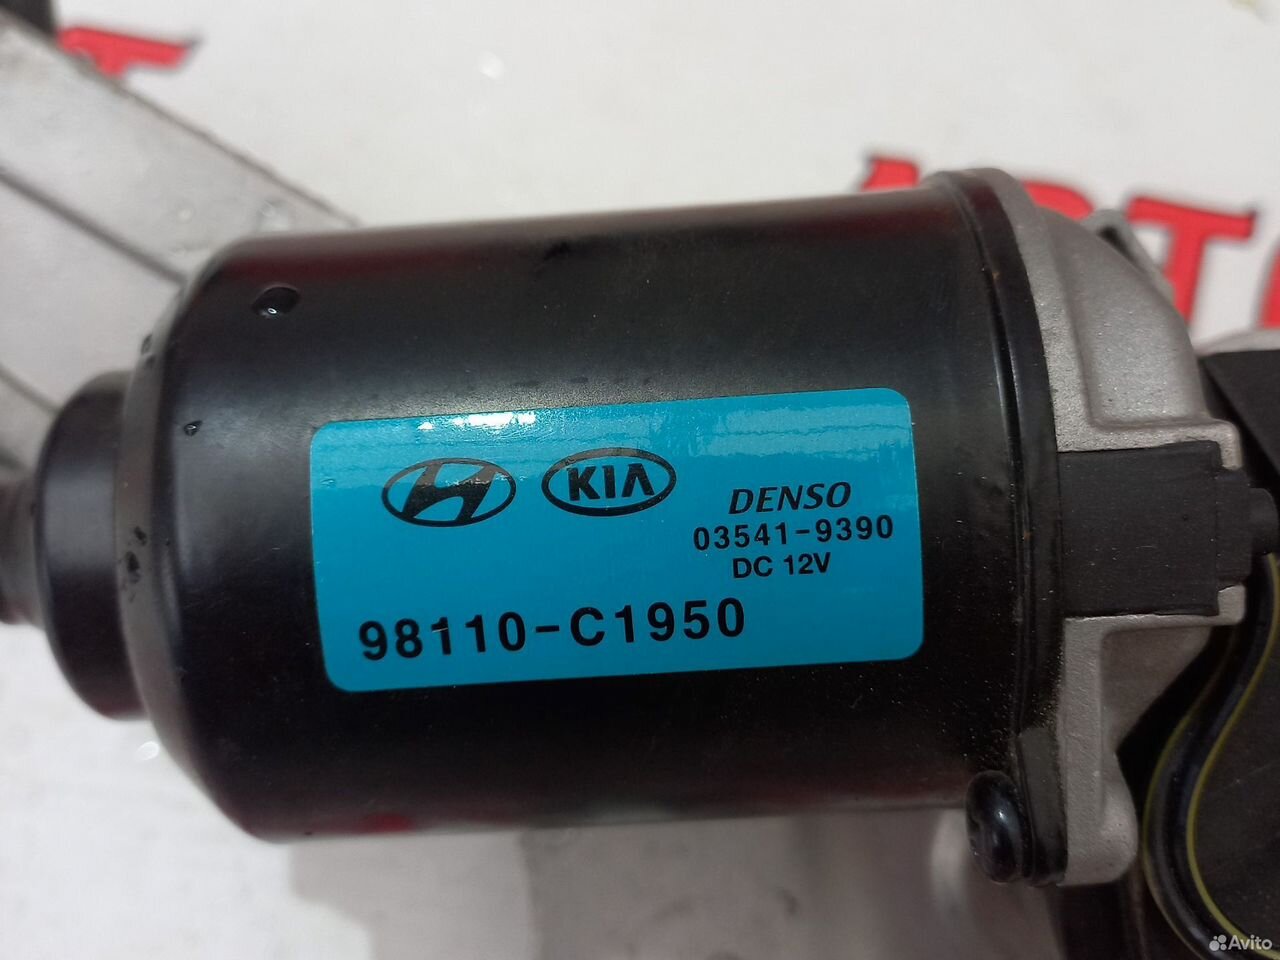 KIA
DENSO
03541-9390
DC 12V
98110-C1950
Avito